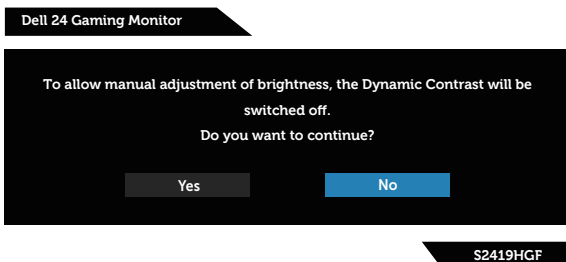 Dell 24 Gaming Monitor
To allow manual adjustment of brightness, the Dynamic Contrast will be
switched off.
Do you want to continue?
Yes
No
S2419HGF